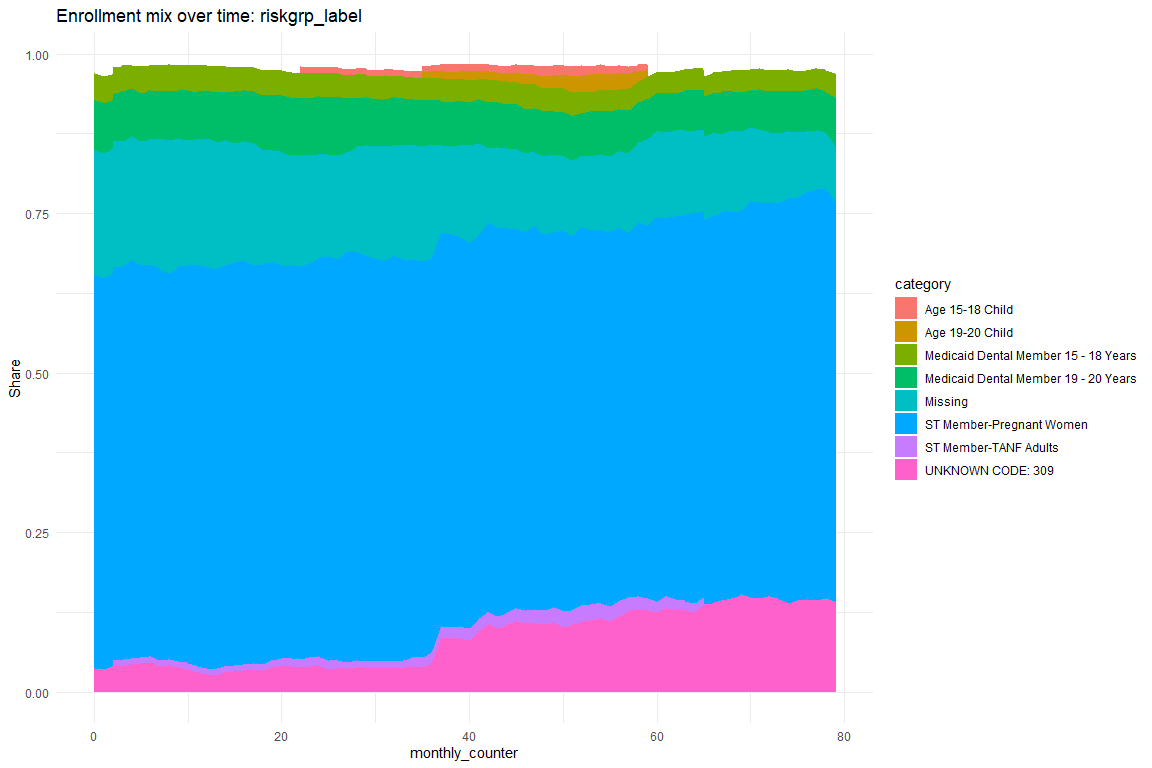 Enrollment mix over time: riskgrp_label
1.00
0.75
0.50
0.25
0.00
Share
0
20
40
60
80
monthly_counter
category
Age 15-18 Child
Age 19-20 Child
Medicaid Dental Member 15 - 18 Years
Medicaid Dental Member 19 - 20 Years
Missing
ST Member-Pregnant Women
ST Member-TANF Adults
UNKNOWN CODE: 309